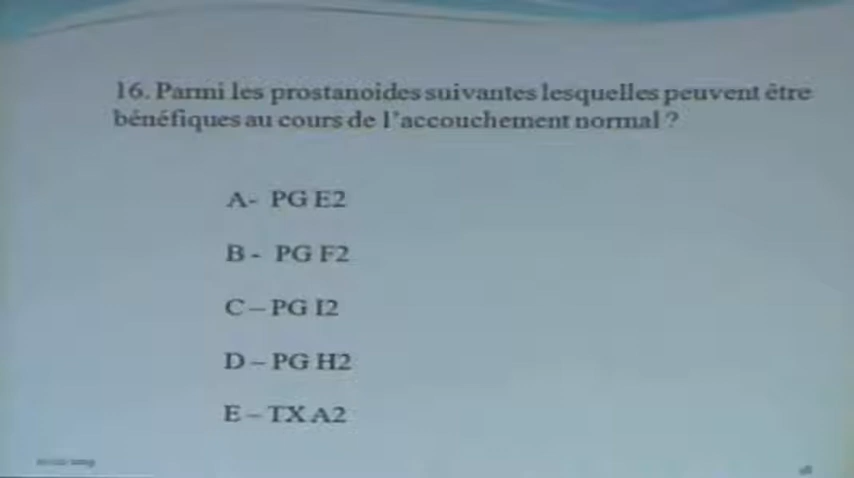 16. Parmi les prostanoides suivantes lesquelles peuvent être
bénéfiques au cours de l'accouchement normal ?
A- PG E2
B - PG F2
C – PG I2
D – PG H2
E – TX A2